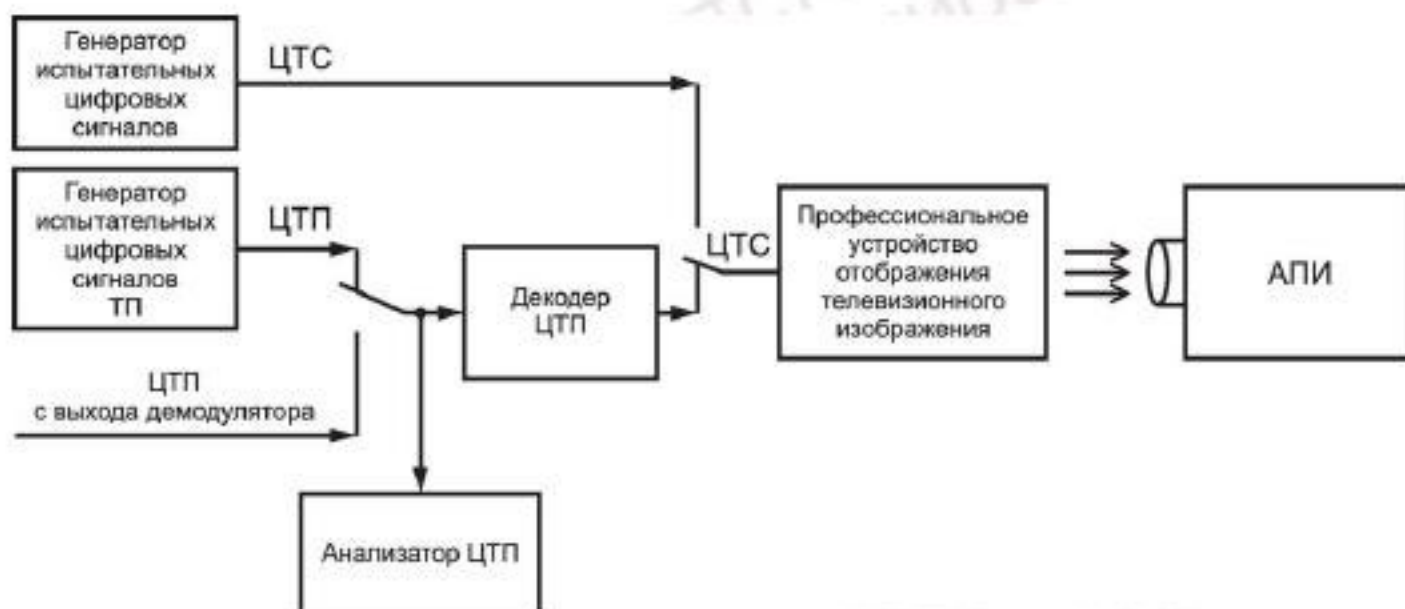 Генератор
испытательных
цифровых
сигналов
ЦТС
Генератор
испытательных
цифровых
сигналов
ТП
ЦТП
ЦТП
с выхода демодулятора
Декодер
ЦТП
Анализатор ЦТП
ЦТС
Профессиональное
устройство
отображения
телевизионного
изображения
АПИ